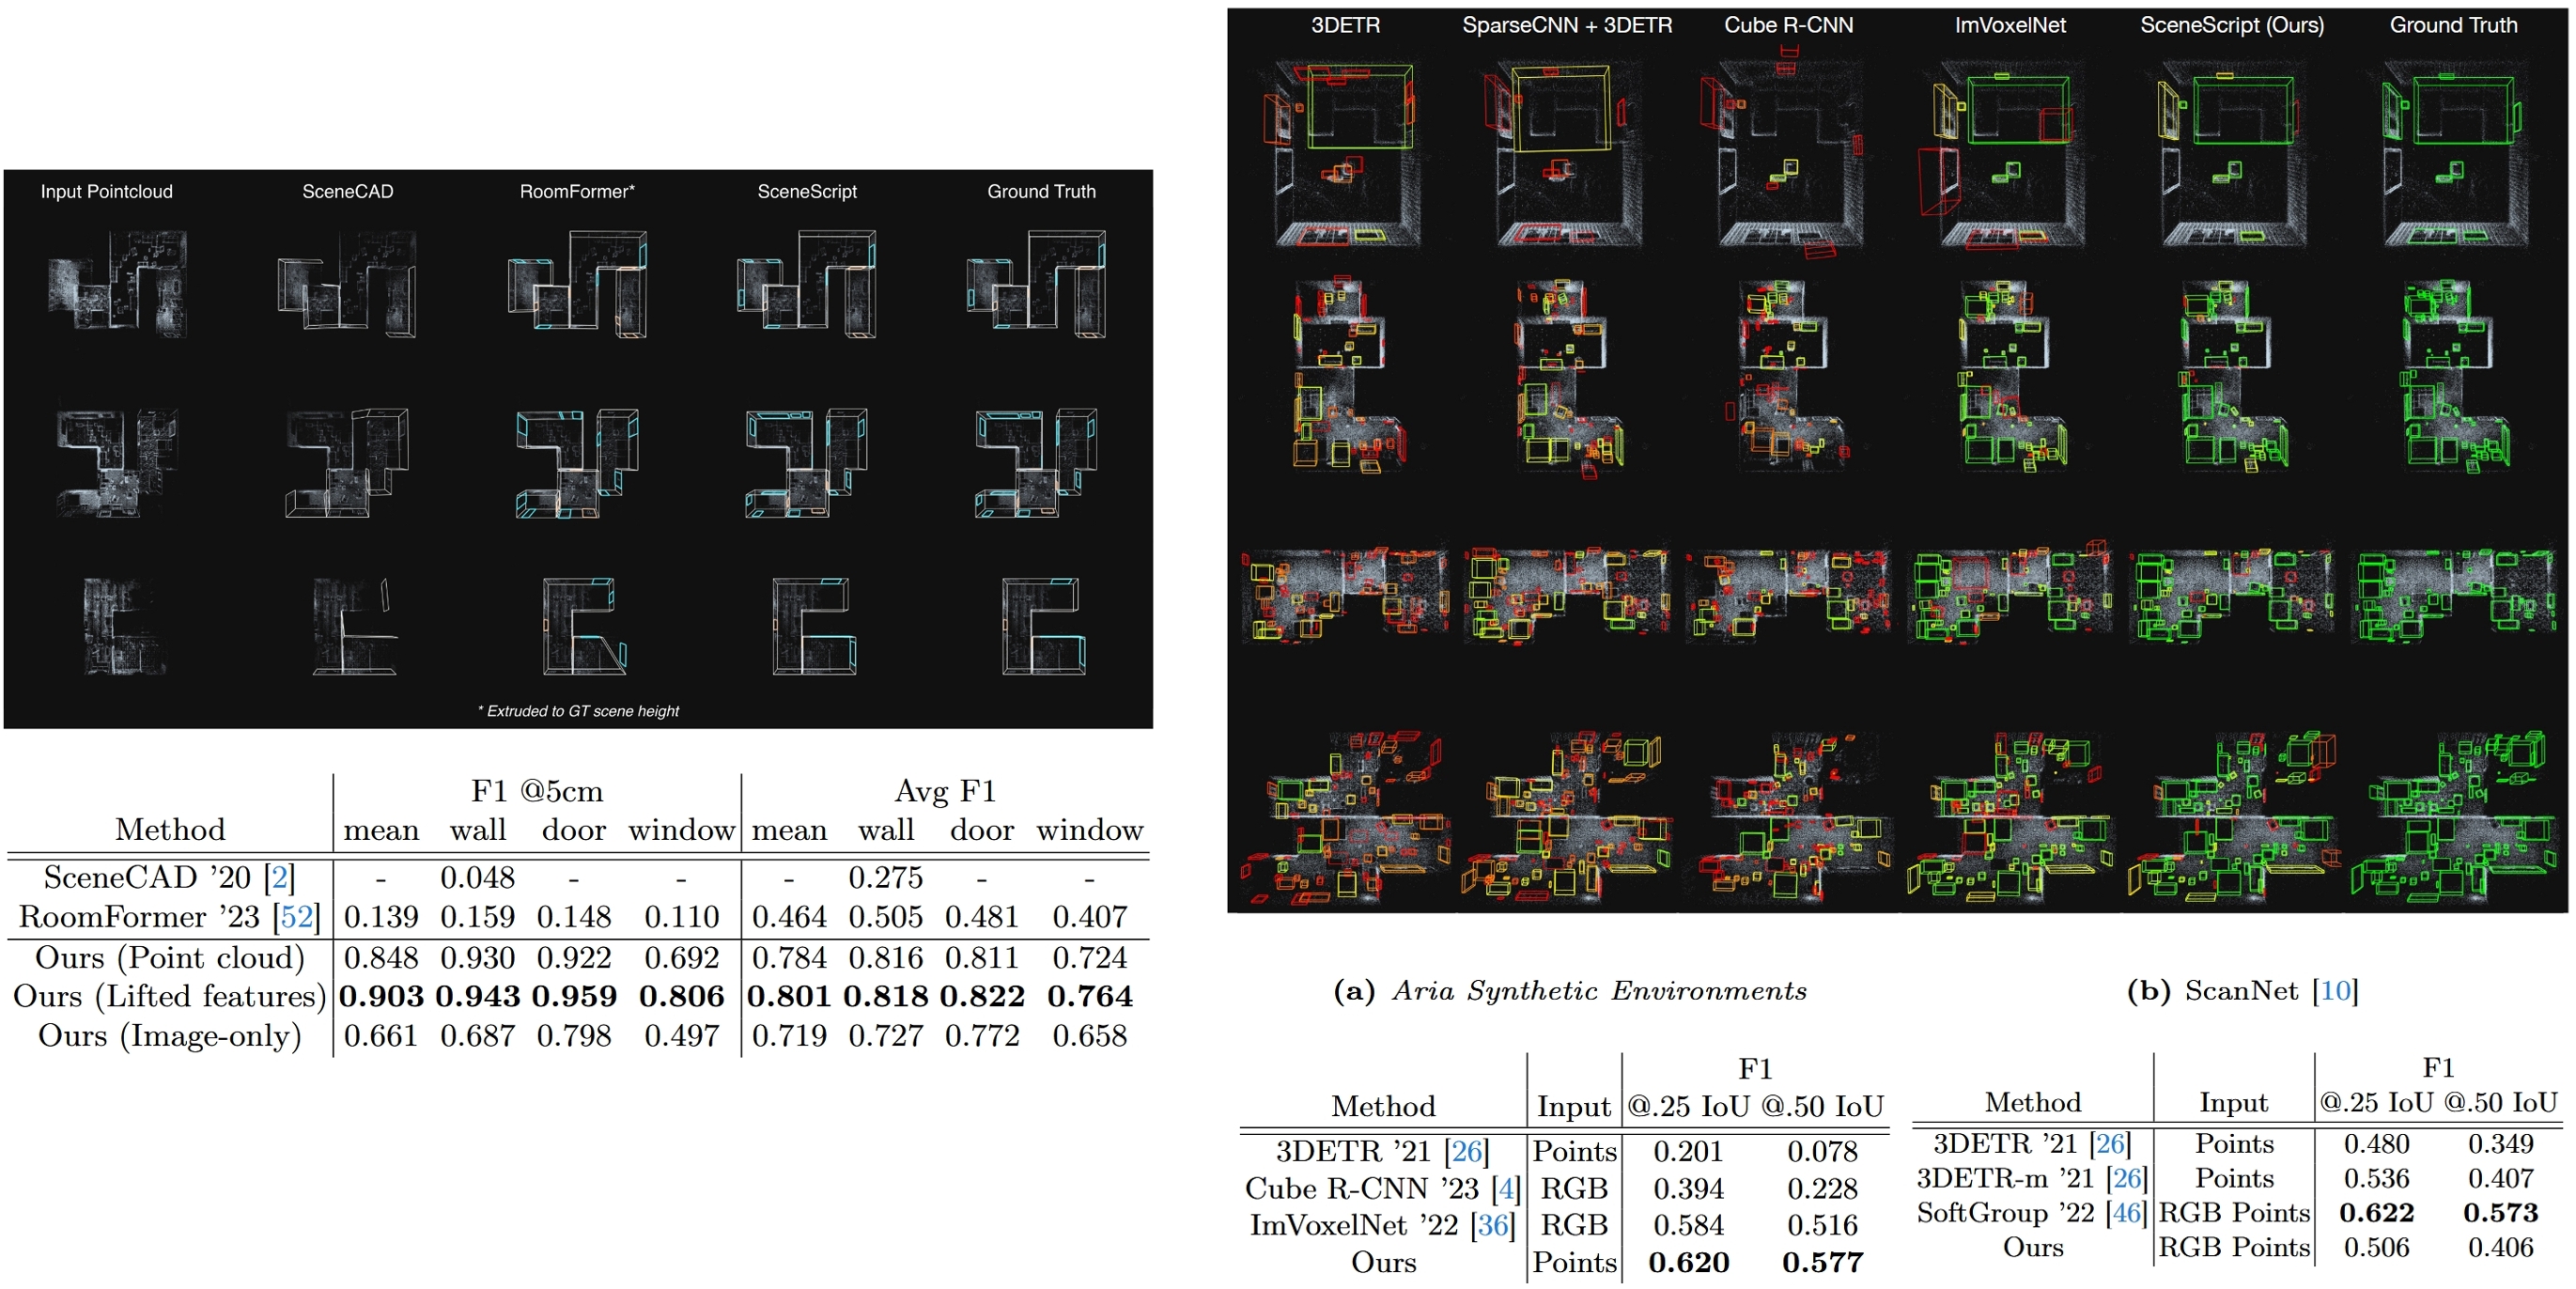 Input Pointcloud SceneCAD RoomFormer* SceneScript Ground Truth
* Extruded to GT scene height
F1 @5cm Avg F1
Method mean wall door window mean wall door window
SceneCAD ’20 [2] - 0.048 - - - 0.275 - -
RoomFormer ’23 [52] 0.139 0.159 0.148 0.110 0.464 0.505 0.481 0.407
Ours (Point cloud) 0.848 0.930 0.922 0.692 0.784 0.816 0.811 0.724
Ours (Lifted features) 0.903 0.943 0.959 0.806 0.801 0.818 0.822 0.764
Ours (Image-only) 0.661 0.687 0.798 0.497 0.719 0.727 0.772 0.658
3DETR SparseCNN + 3DETR Cube R-CNN ImVoxelNet SceneScript (Ours) Ground Truth
(a) Aria Synthetic Environments
F1
Method Input @.25 IoU @.50 IoU
3DETR ’21 [26] Points 0.201 0.078
Cube R-CNN ’23 [4] RGB 0.394 0.228
ImVoxelNet ’22 [36] RGB 0.584 0.516
Ours Points 0.620 0.577
(b) ScanNet [10]
F1
Method Input @.25 IoU @.50 IoU
3DETR ’21 [26] Points 0.480 0.349
3DETR-m ’21 [26] Points 0.536 0.407
SoftGroup ’22 [46] RGB Points 0.622 0.573
Ours RGB Points 0.506 0.406